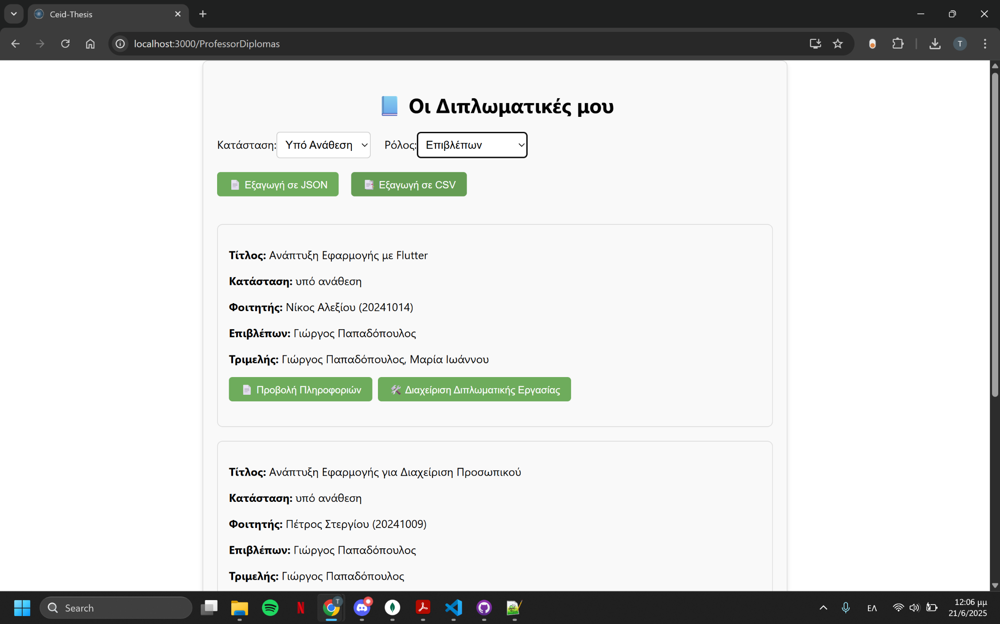 Ceid-Thesis
localhost:3000/ProfessorDiplomas
T
Οι Διπλωματικές μου
Κατάσταση: Υπό Ανάθεση Ρόλος: Επιβλέπων
Εξαγωγή σε JSON Εξαγωγή σε CSV
Τίτλος: Ανάπτυξη Εφαρμογής με Flutter
Κατάσταση: υπό ανάθεση
Φοιτητής: Νίκος Αλεξίου (20241014)
Επιβλέπων: Γιώργος Παπαδόπουλος
Τριμελής: Γιώργος Παπαδόπουλος, Μαρία Ιωάννου
Προβολή Πληροφοριών Διαχείριση Διπλωματικής Εργασίας
Τίτλος: Ανάπτυξη Εφαρμογής για Διαχείριση Προσωπικού
Κατάσταση: υπό ανάθεση
Φοιτητής: Πέτρος Στεργίου (20241009)
Επιβλέπων: Γιώργος Παπαδόπουλος
Τριμελής: Γιώργος Παπαδόπουλος
Search
N
T
ΕΛ
12:06 μμ
21/6/2025